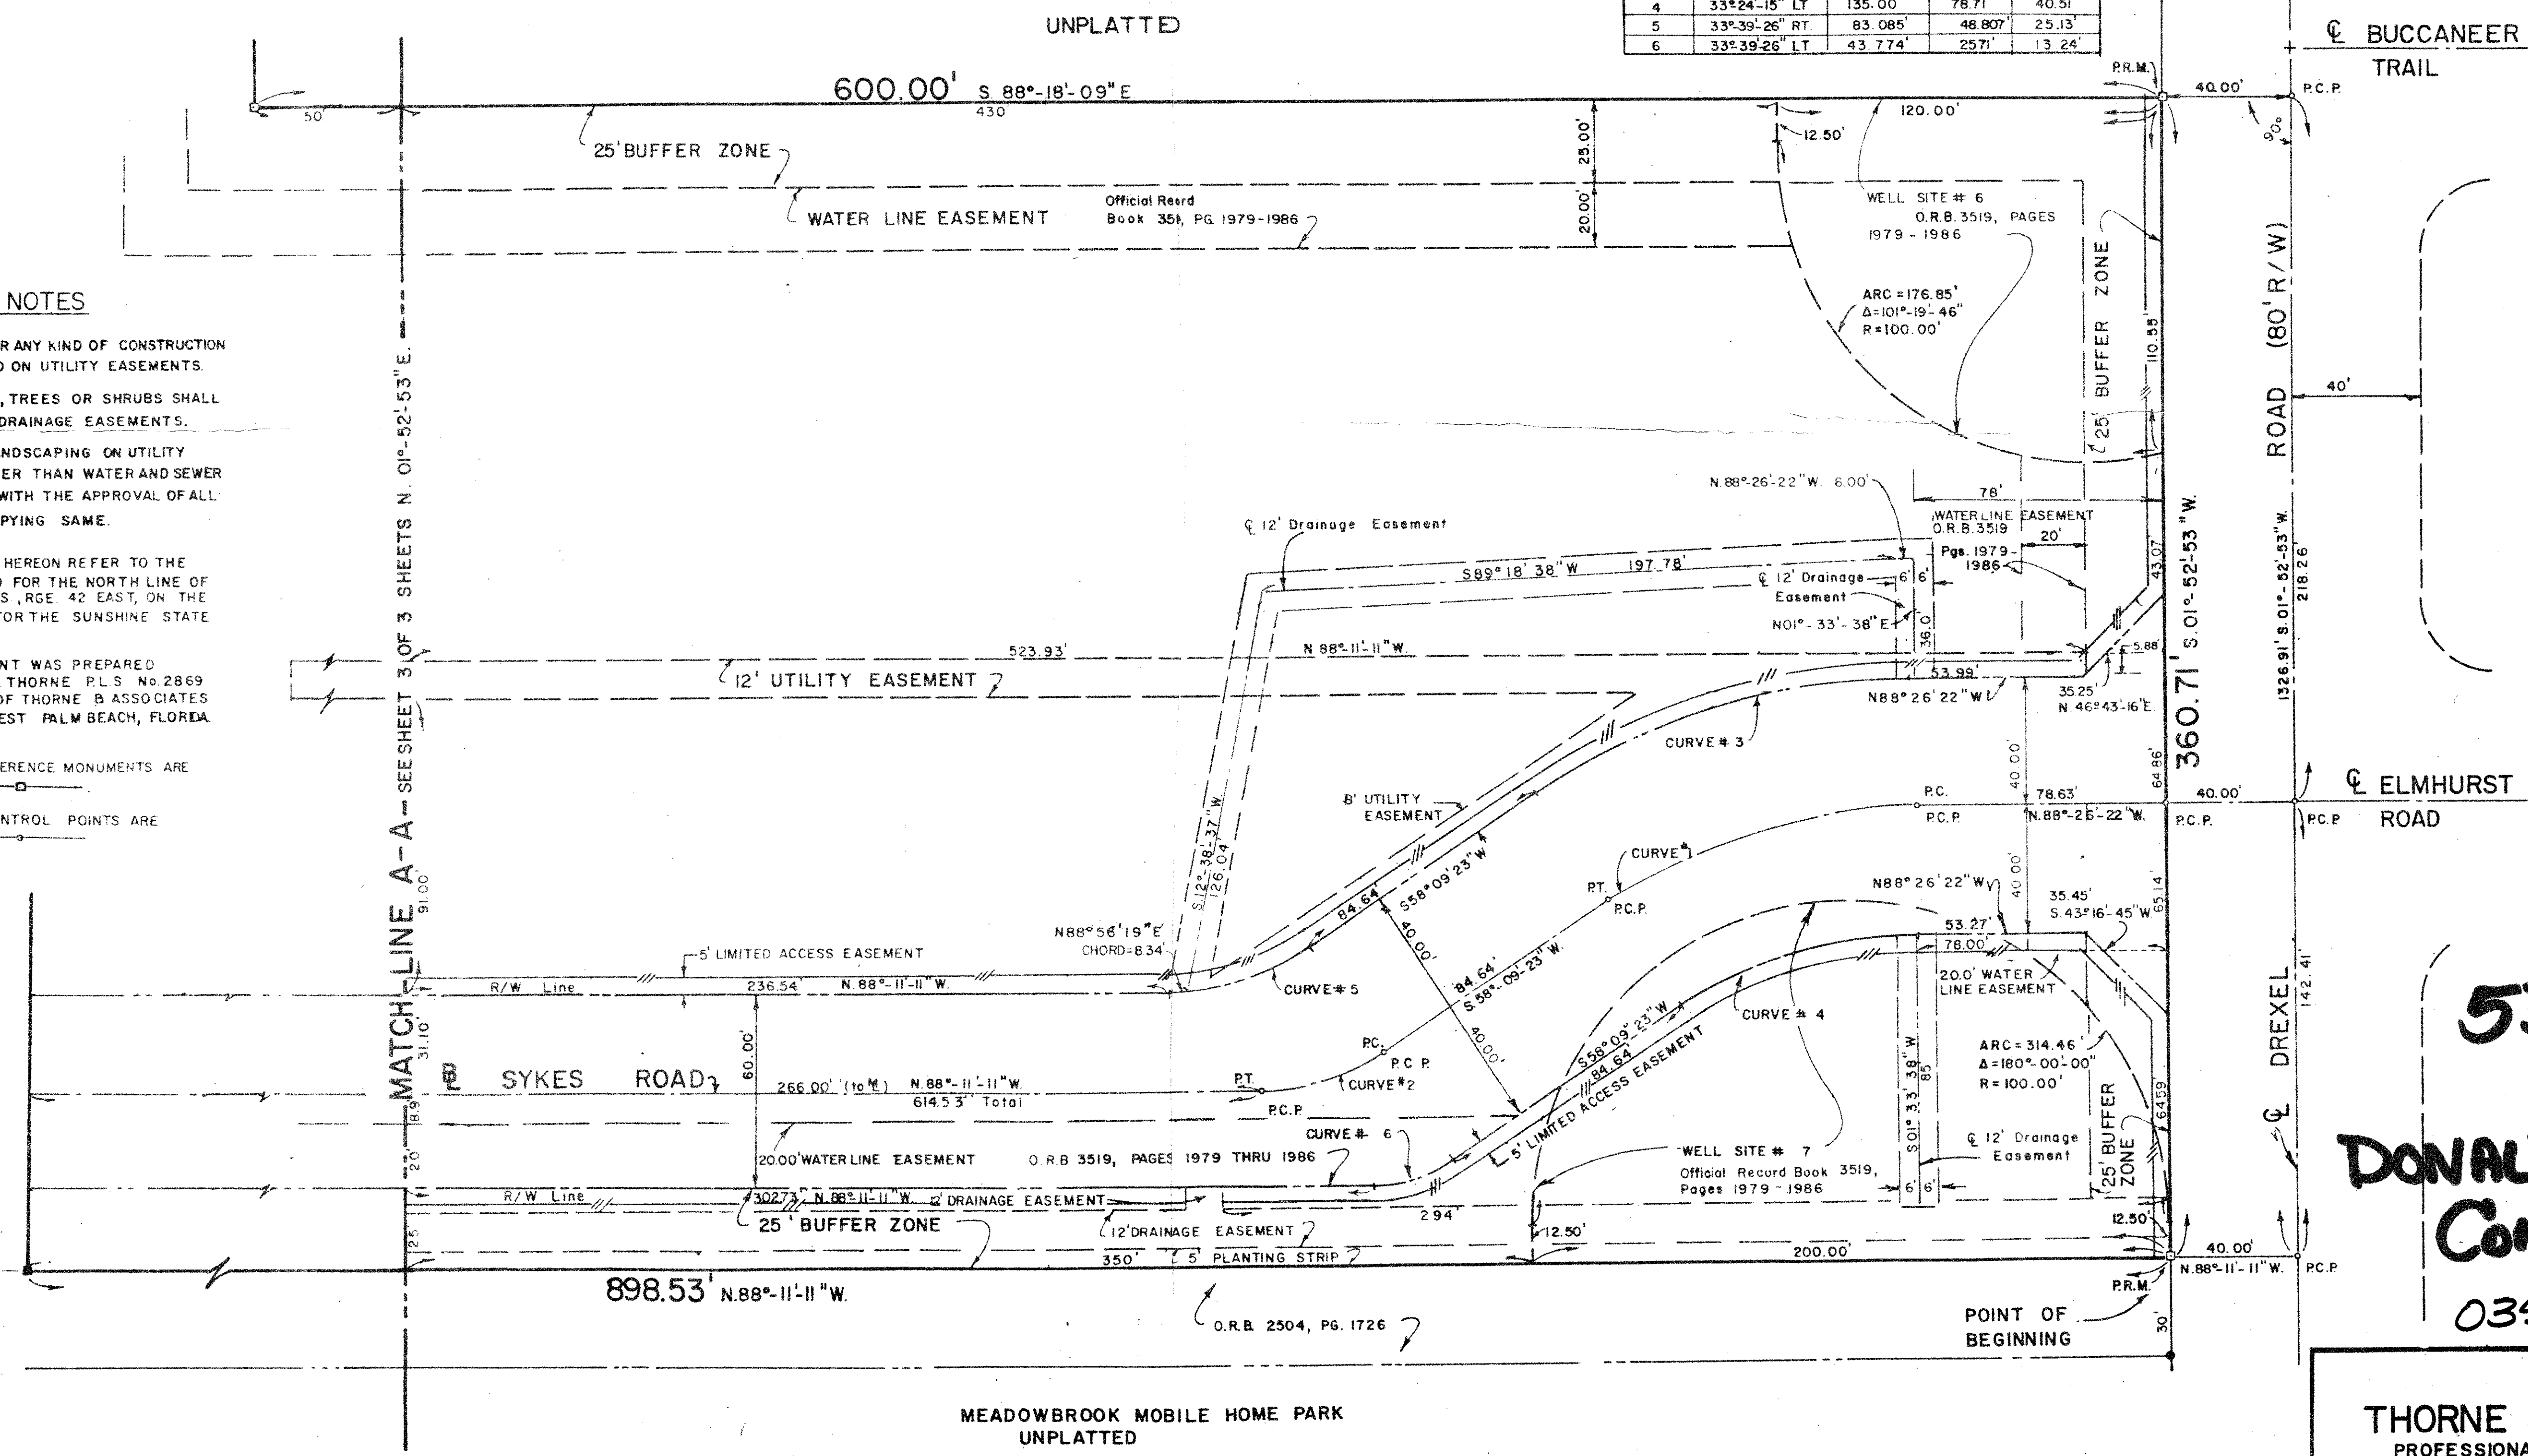 UNPLATTED
4 33°-24'-15" LT. 135.00' 78.71' 40.51'
5 33°-39'-26" RT. 83.085' 48.807' 25.13'
6 33°-39'-26" LT 43.774' 2571' 13.24'
℄ BUCCANEER
TRAIL
P.R.M.
40.00'
P.C.P.
90°
600.00' S. 88°-18'-09" E
50'
430'
120.00'
12.50'
25.00'
20.00'
25' BUFFER ZONE
WATER LINE EASEMENT
Official Reord
Book 351, PG. 1979-1986
WELL SITE # 6
O.R.B. 3519, PAGES
1979 - 1986
ARC = 176.85'
Δ=101°-19'-46"
R=100.00'
25' BUFFER ZONE
110.55'
ROAD (80' R/W)
40'
NOTES
R ANY KIND OF CONSTRUCTION
D ON UTILITY EASEMENTS.
, TREES OR SHRUBS SHALL
DRAINAGE EASEMENTS.
NDSCAPING ON UTILITY
ER THAN WATER AND SEWER
WITH THE APPROVAL OF ALL
PYING SAME.
HEREON REFER TO THE
D FOR THE NORTH LINE OF
S , RGE. 42 EAST, ON THE
FOR THE SUNSHINE STATE
NT WAS PREPARED
THORNE P.L.S No. 2869
OF THORNE & ASSOCIATES
EST PALM BEACH, FLORIDA.
ERENCE MONUMENTS ARE
NTROL POINTS ARE
MATCH-LINE A-A-SEE SHEET 3 OF 3 SHEETS N. 01°-52'-53" E.
N. 88°-26'-22" W. 6.00'
78'
WATER LINE EASEMENT
O.R.B. 3519
Pgs. 1979-
1986
20'
℄ 12' Drainage Easement
S89° 18' 38" W 197.78'
℄ 12' Drainage
Easement
6' 6'
N01°-33'-38" E
36.0'
43.07'
360.71' S.01°-52'-53" W.
1326.91' S.01°-52'-53" W.
218.26'
523.93' N 88°-11'-11" W.
12' UTILITY EASEMENT
53.99'
N88° 26' 22" W
5.88'
35.25'
N. 46°43'-16" E.
CURVE # 3
8' UTILITY
EASEMENT
S 12°-38'-37" W.
126.04'
84.64'
S58° 09' 23" W
40.00'
64.86'
P.C.
P.C.P.
78.63'
N. 88°-26'-22" W.
P.C.P.
40.00'
P.C.P
℄ ELMHURST
ROAD
CURVE #1
P.T.
P.C.P.
N88° 26' 22" W
40.00'
35.45'
S. 43° 16'-45" W.
65.14'
53.27'
78.00'
91.00'
5' LIMITED ACCESS EASEMENT
N88° 56' 19" E
CHORD=8.34'
R/W Line 236.54' N. 88°-11'-11" W.
CURVE # 5
40.00'
84.64'
S. 58°-09'-23" W.
20.0' WATER
LINE EASEMENT
CURVE # 4
142.41'
℄ DREXEL
31.10'
60.00'
P.C.
P.C.P.
CURVE #2
40.00'
S58° 09' 23" W
84.64'
5' LIMITED ACCESS EASEMENT
ARC = 314.46'
Δ=180°-00'-00"
R = 100.00'
S.01° 33' 38" W
85'
SYKES ROAD
266.00' N. 88°-11'-11" W.
614.53' Total
P.T.
P.C.P.
18.9'
20'
25'
CURVE # 6
20.00' WATER LINE EASEMENT O.R.B 3519, PAGES 1979 THRU 1986
WELL SITE # 7
Official Record Book 3519,
Pages 1979 - 1986
℄ 12' Drainage
Easement
6' 6'
25' BUFFER
ZONE
R/W Line 302.73' N. 88°-11'-11" W. 12' DRAINAGE EASEMENT
294'
25' BUFFER ZONE
12' DRAINAGE EASEMENT
12.50'
12.50'
350' 5' PLANTING STRIP
200.00'
40.00'
N. 88°-11'-11" W. P.C.P.
P.R.M.
898.53' N.88°-11'-11" W.
O.R.B. 2504, PG. 1726
POINT OF
BEGINNING
30'
DONAL
Con
034
MEADOWBROOK MOBILE HOME PARK
UNPLATTED
THORNE
PROFESSIONA